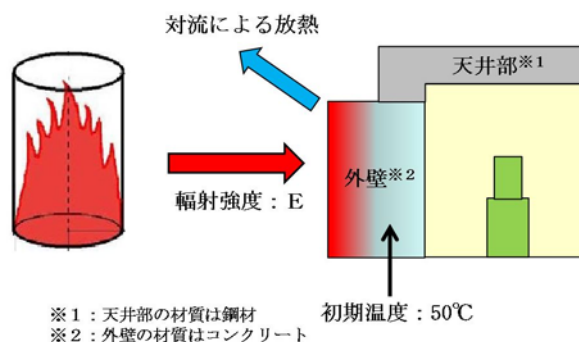 対流による放熱
天井部※1
外壁※2
輻射強度：E
初期温度：50℃
※1：天井部の材質は鋼材
※2：外壁の材質はコンクリート